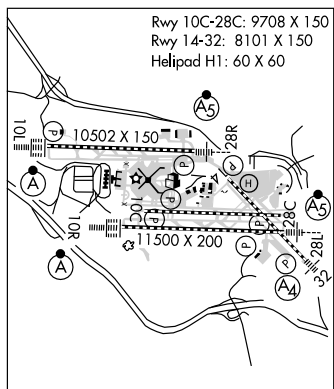 Rwy 10C-28C: 9708 X 150
Rwy 14-32: 8101 X 150
Helipad H1: 60 X 60
A5
10L
P
10502 X 150
28R
P
P
A
H
A5
10C
P
28C
10R
P
28L
11500 X 200
P
A
P
32
A4